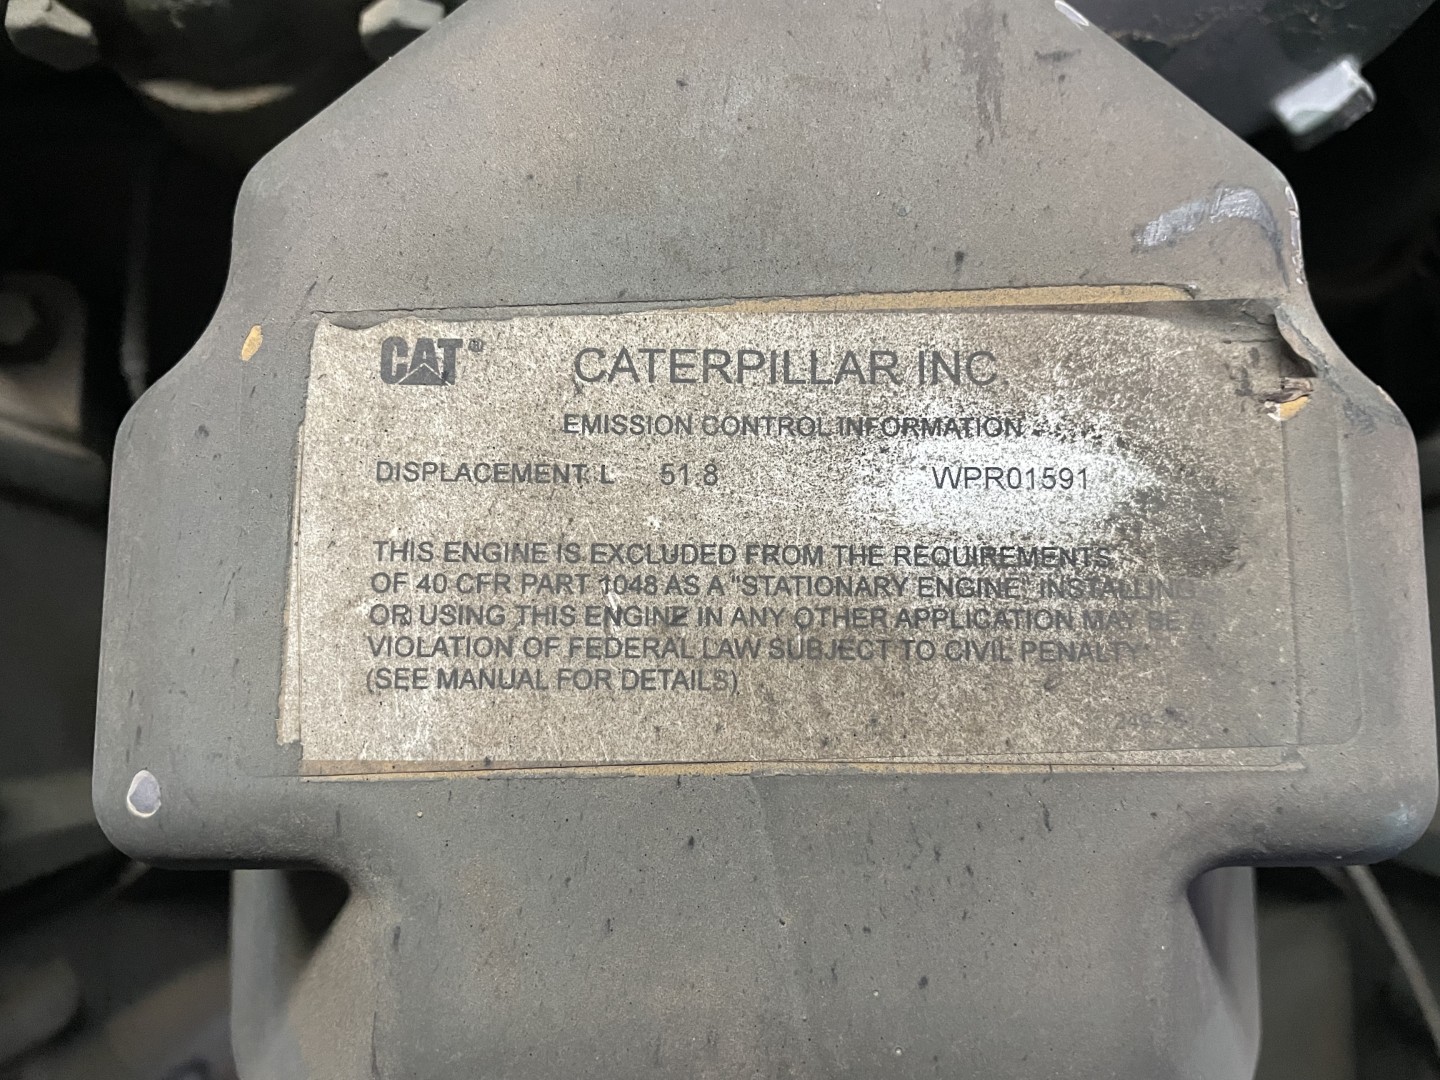 CAT® CATERPILLAR INC.
EMISSION CONTROL INFORMATION
DISPLACEMENT: L 51.8 WPR01591
THIS ENGINE IS EXCLUDED FROM THE REQUIREMENTS
OF 40 CFR PART 1048 AS A "STATIONARY ENGINE". INSTALLING
OR USING THIS ENGINE IN ANY OTHER APPLICATION MAY BE A
VIOLATION OF FEDERAL LAW SUBJECT TO CIVIL PENALTY"
(SEE MANUAL FOR DETAILS)